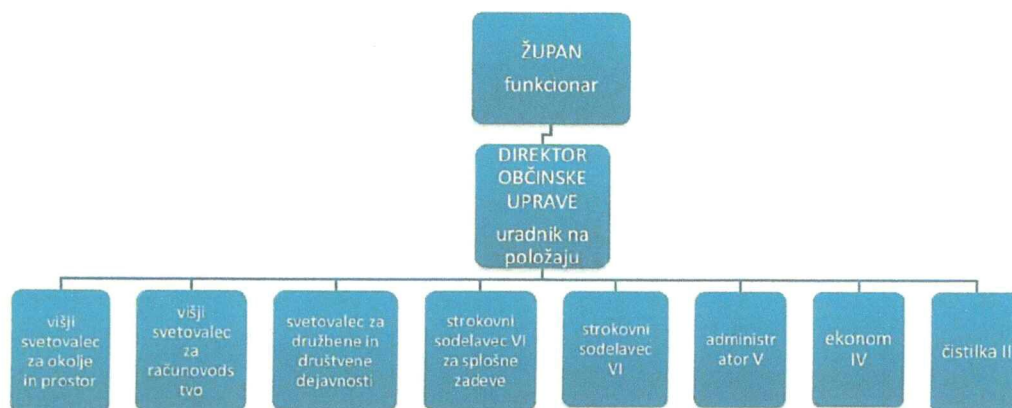 ŽUPAN
funkcionar
DIREKTOR
OBČINSKE
UPRAVE
uradnik na
položaju
višji
svetovalec
za okolje
in prostor
višji
svetovalec
za
računovods
tvo
svetovalec za
družbene in
društvene
dejavnosti
strokovni
sodelavec VI
za splošne
zadeve
strokovni
sodelavec
VI
administr
ator V
ekonom
IV
čistilka II